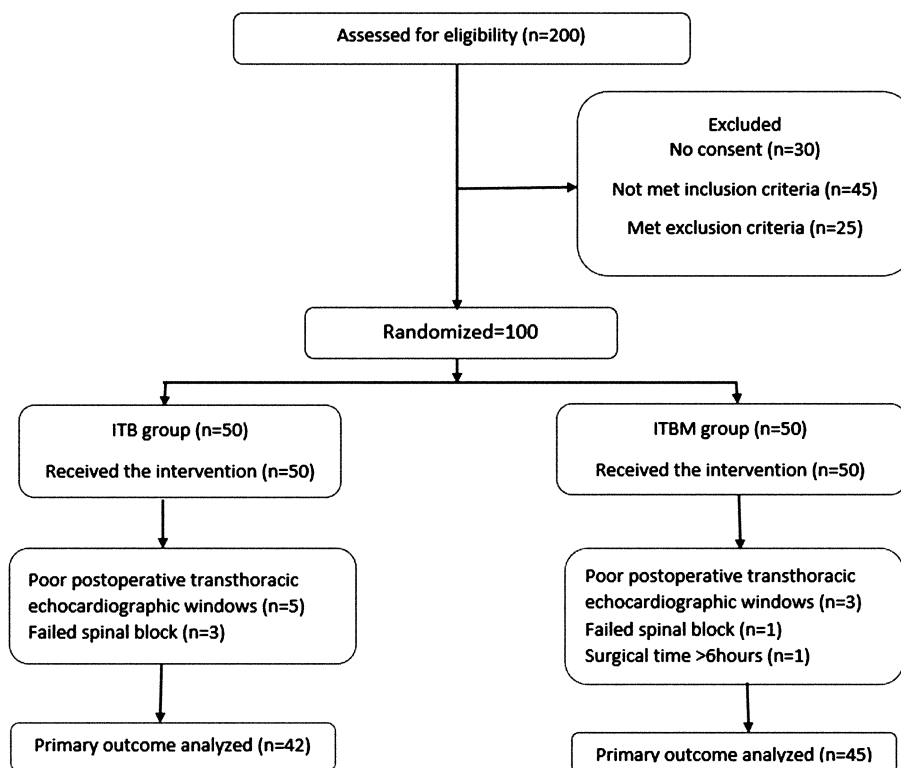 Assessed for eligibility (n=200)
Excluded
No consent (n=30)
Not met inclusion criteria (n=45)
Met exclusion criteria (n=25)
Randomized=100
ITB group (n=50)
Received the intervention (n=50)
ITBM group (n=50)
Received the intervention (n=50)
Poor postoperative transthoracic
echocardiographic windows (n=5)
Failed spinal block (n=3)
Poor postoperative transthoracic
echocardiographic windows (n=3)
Failed spinal block (n=1)
Surgical time >6hours (n=1)
Primary outcome analyzed (n=42)
Primary outcome analyzed (n=45)